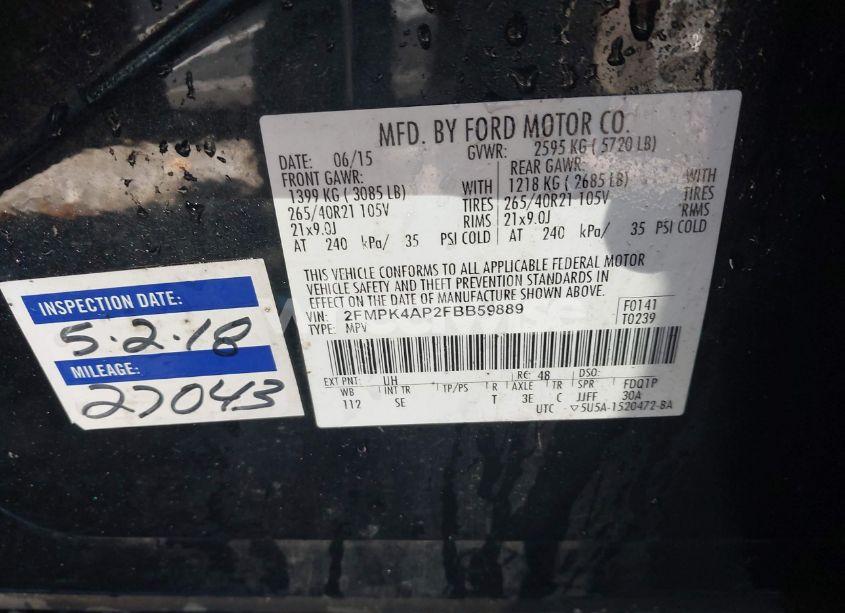 MFD. BY FORD MOTOR CO.
DATE: 06/15 GVWR: 2595 KG ( 5720 LB)
FRONT GAWR: REAR GAWR:
1399 KG ( 3085 LB) WITH 1218 KG ( 2685 LB) WITH
265/40R21 105V TIRES 265/40R21 105V TIRES
21x9.0J RIMS 21x9.0J RIMS
AT 240 kPa/ 35 PSI COLD AT 240 kPa/ 35 PSI COLD
THIS VEHICLE CONFORMS TO ALL APPLICABLE FEDERAL MOTOR
VEHICLE SAFETY AND THEFT PREVENTION STANDARDS IN
EFFECT ON THE DATE OF MANUFACTURE SHOWN ABOVE.
VIN: 2FMPK4AP2FBB59889 F0141
TYPE: MPV T0239
EXT PNT: UH RC: 48 DSO:
WB INT TR TP/PS R AXLE TR SPR FDQ1P
112 SE T 3E C JJFF 30A
UTC ▽5U5A-1520472-BA
INSPECTION DATE:
5-2-18
MILEAGE:
27043